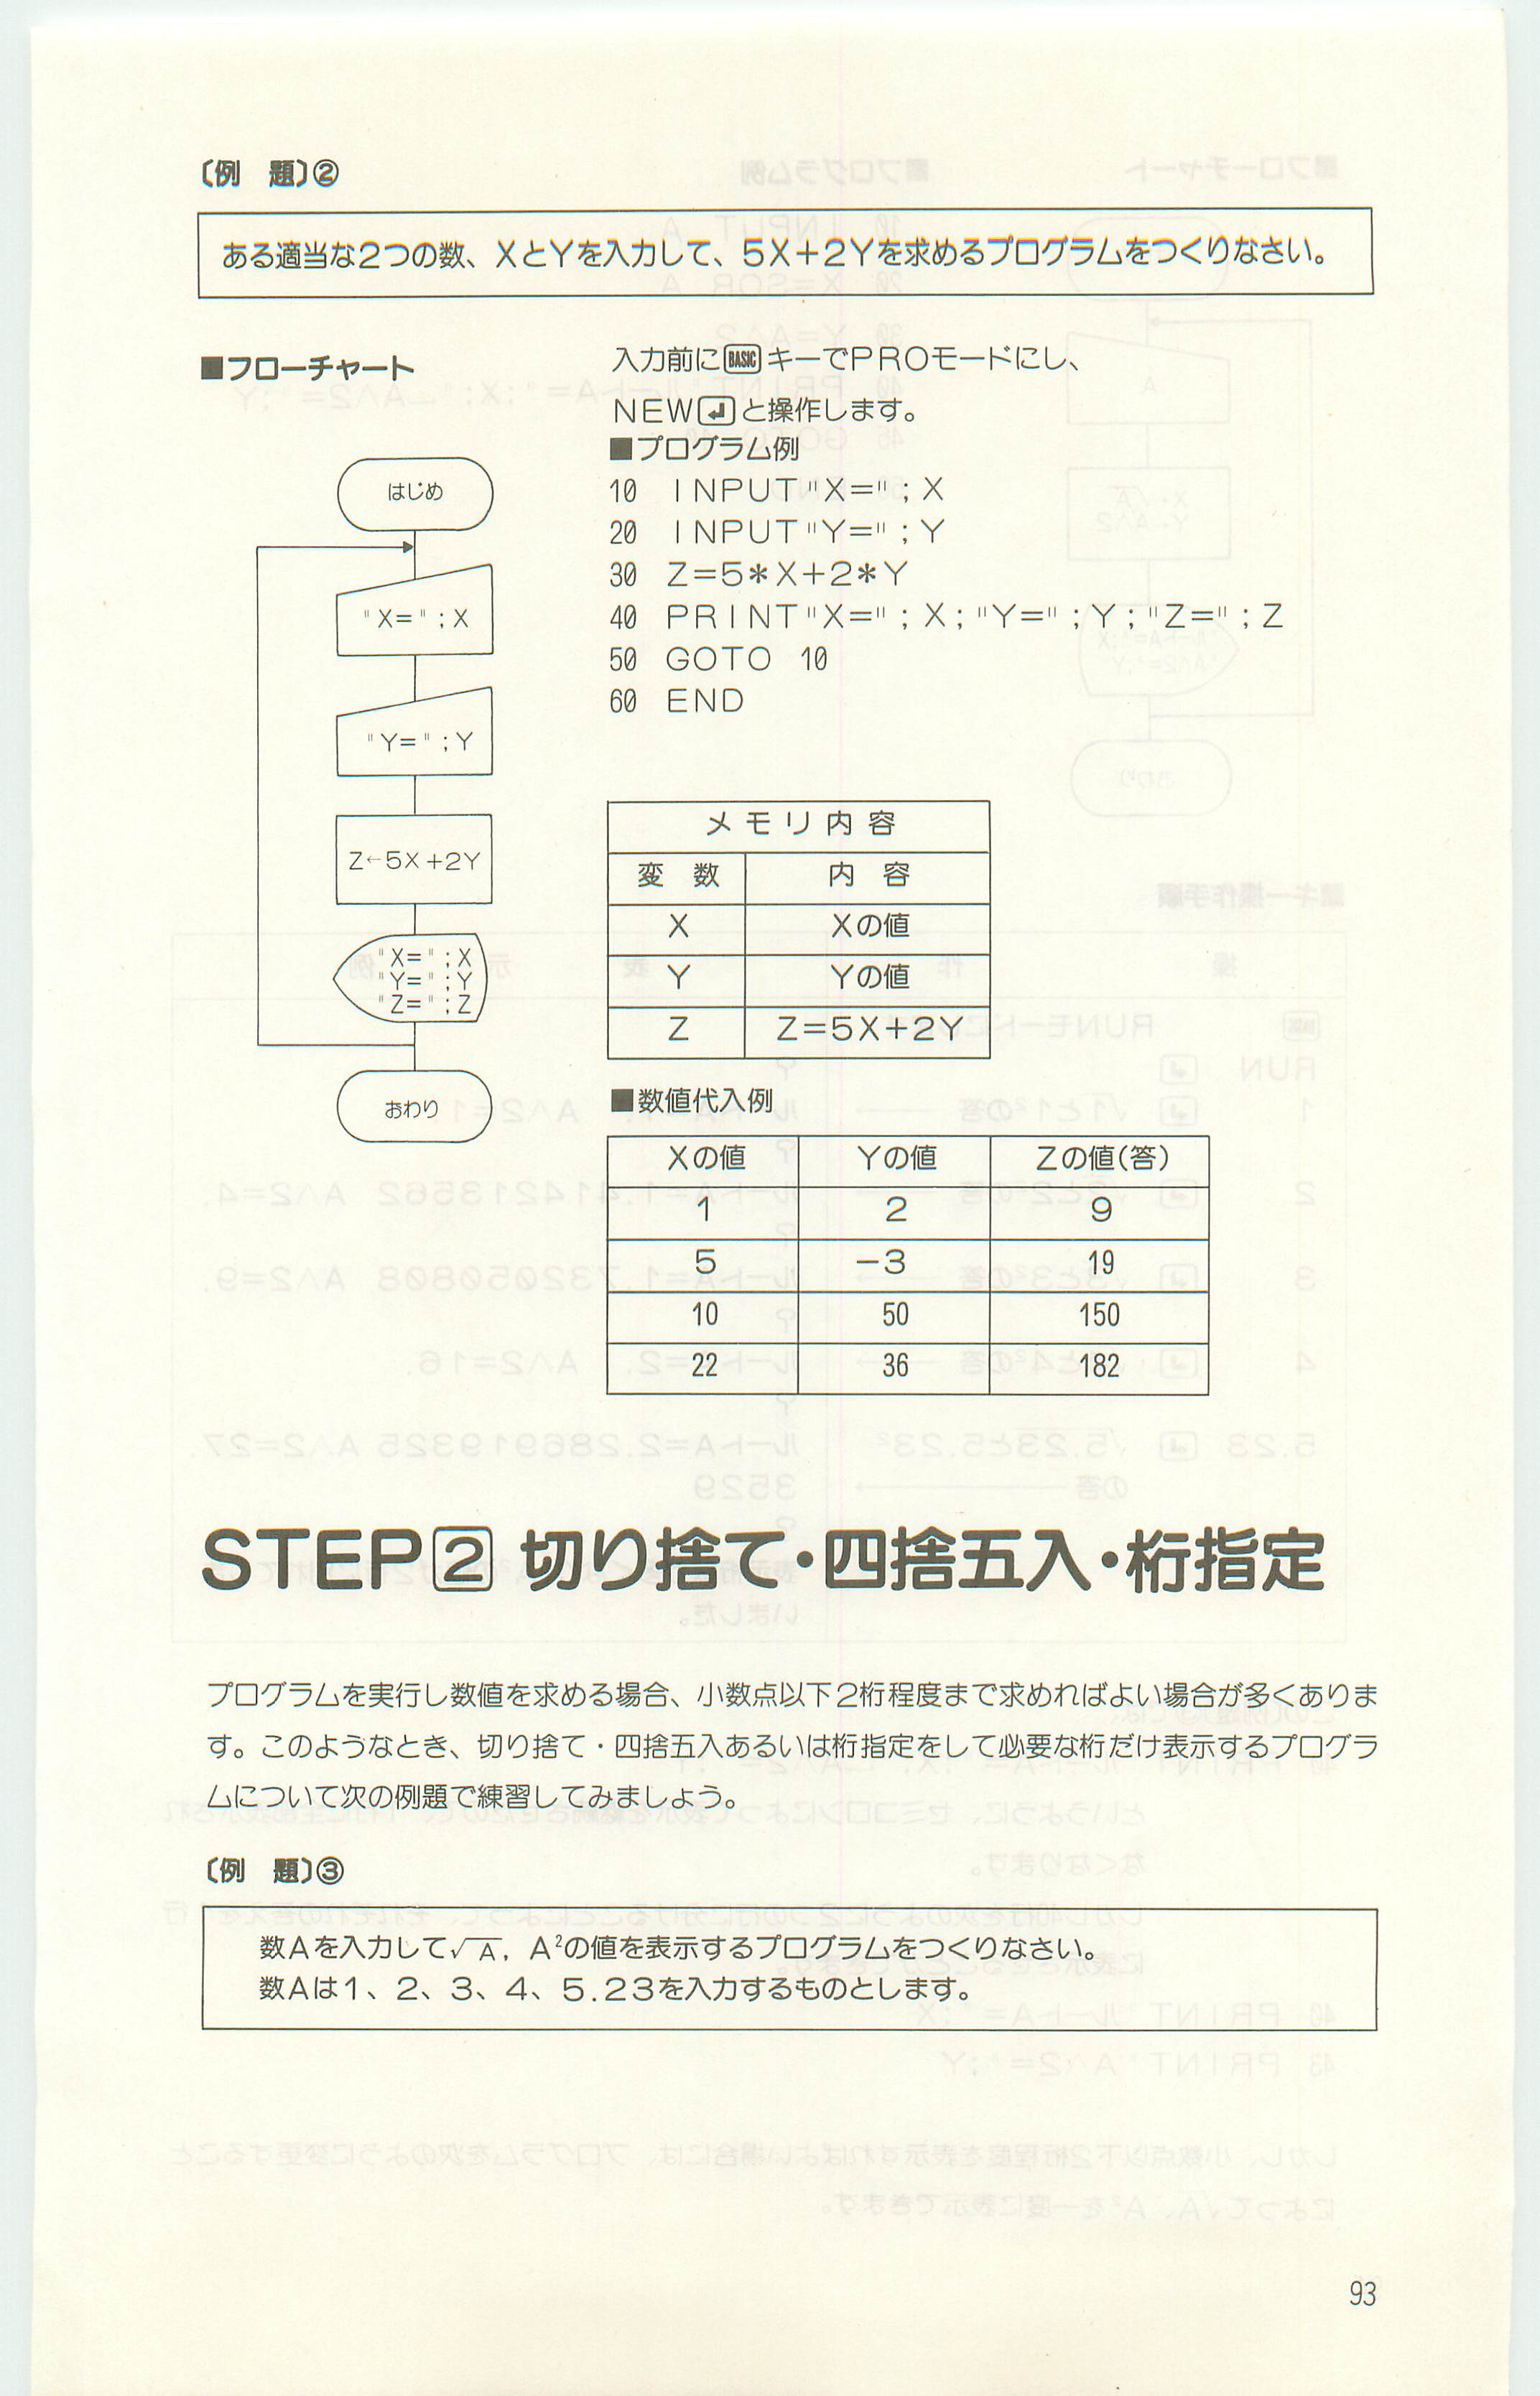 〔例　題〕②
ある適当な2つの数、XとYを入力して、5X+2Yを求めるプログラムをつくりなさい。
■フローチャート
はじめ
"X=";X
"Y=";Y
Z←5X+2Y
"X=";X
"Y=";Y
"Z=";Z
おわり
入力前にBASICキーでPROモードにし、
NEW↲と操作します。
■プログラム例
10 INPUT"X=";X
20 INPUT"Y=";Y
30 Z=5*X+2*Y
40 PRINT"X=";X;"Y=";Y;"Z=";Z
50 GOTO 10
60 END
メモリ内容
変　数 内　容
X Xの値
Y Yの値
Z Z=5X+2Y
■数値代入例
Xの値 Yの値 Zの値(答)
1 2 9
5 −3 19
10 50 150
22 36 182
STEP2 切り捨て・四捨五入・桁指定
プログラムを実行し数値を求める場合、小数点以下2桁程度まで求めればよい場合が多くありま
す。このようなとき、切り捨て・四捨五入あるいは桁指定をして必要な桁だけ表示するプログラ
ムについて次の例題で練習してみましょう。
〔例　題〕③
数Aを入力して√A, A²の値を表示するプログラムをつくりなさい。
数Aは1、2、3、4、5.23を入力するものとします。
93